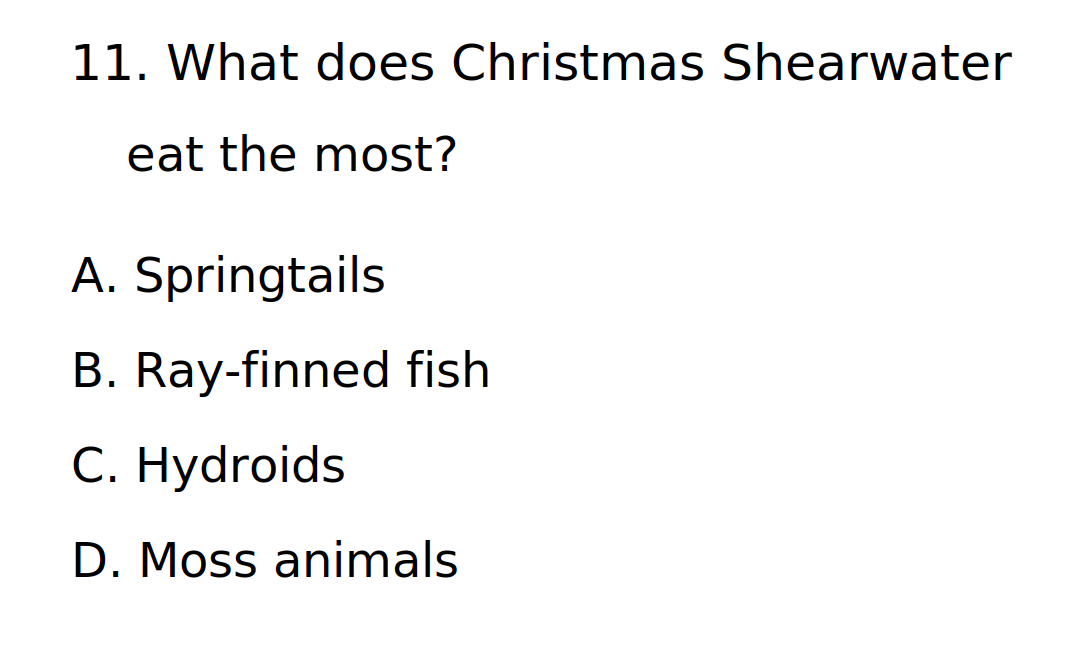 11. What does Christmas Shearwater
eat the most?
A. Springtails
B. Ray-finned fish
C. Hydroids
D. Moss animals